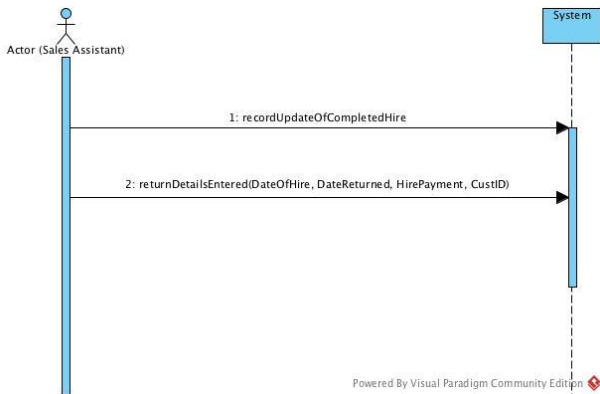 System
Actor (Sales Assistant)
1: recordUpdateOfCompletedHire
2: returnDetailsEntered(DateOfHire, DateReturned, HirePayment, CustID)
Powered By Visual Paradigm Community Edition